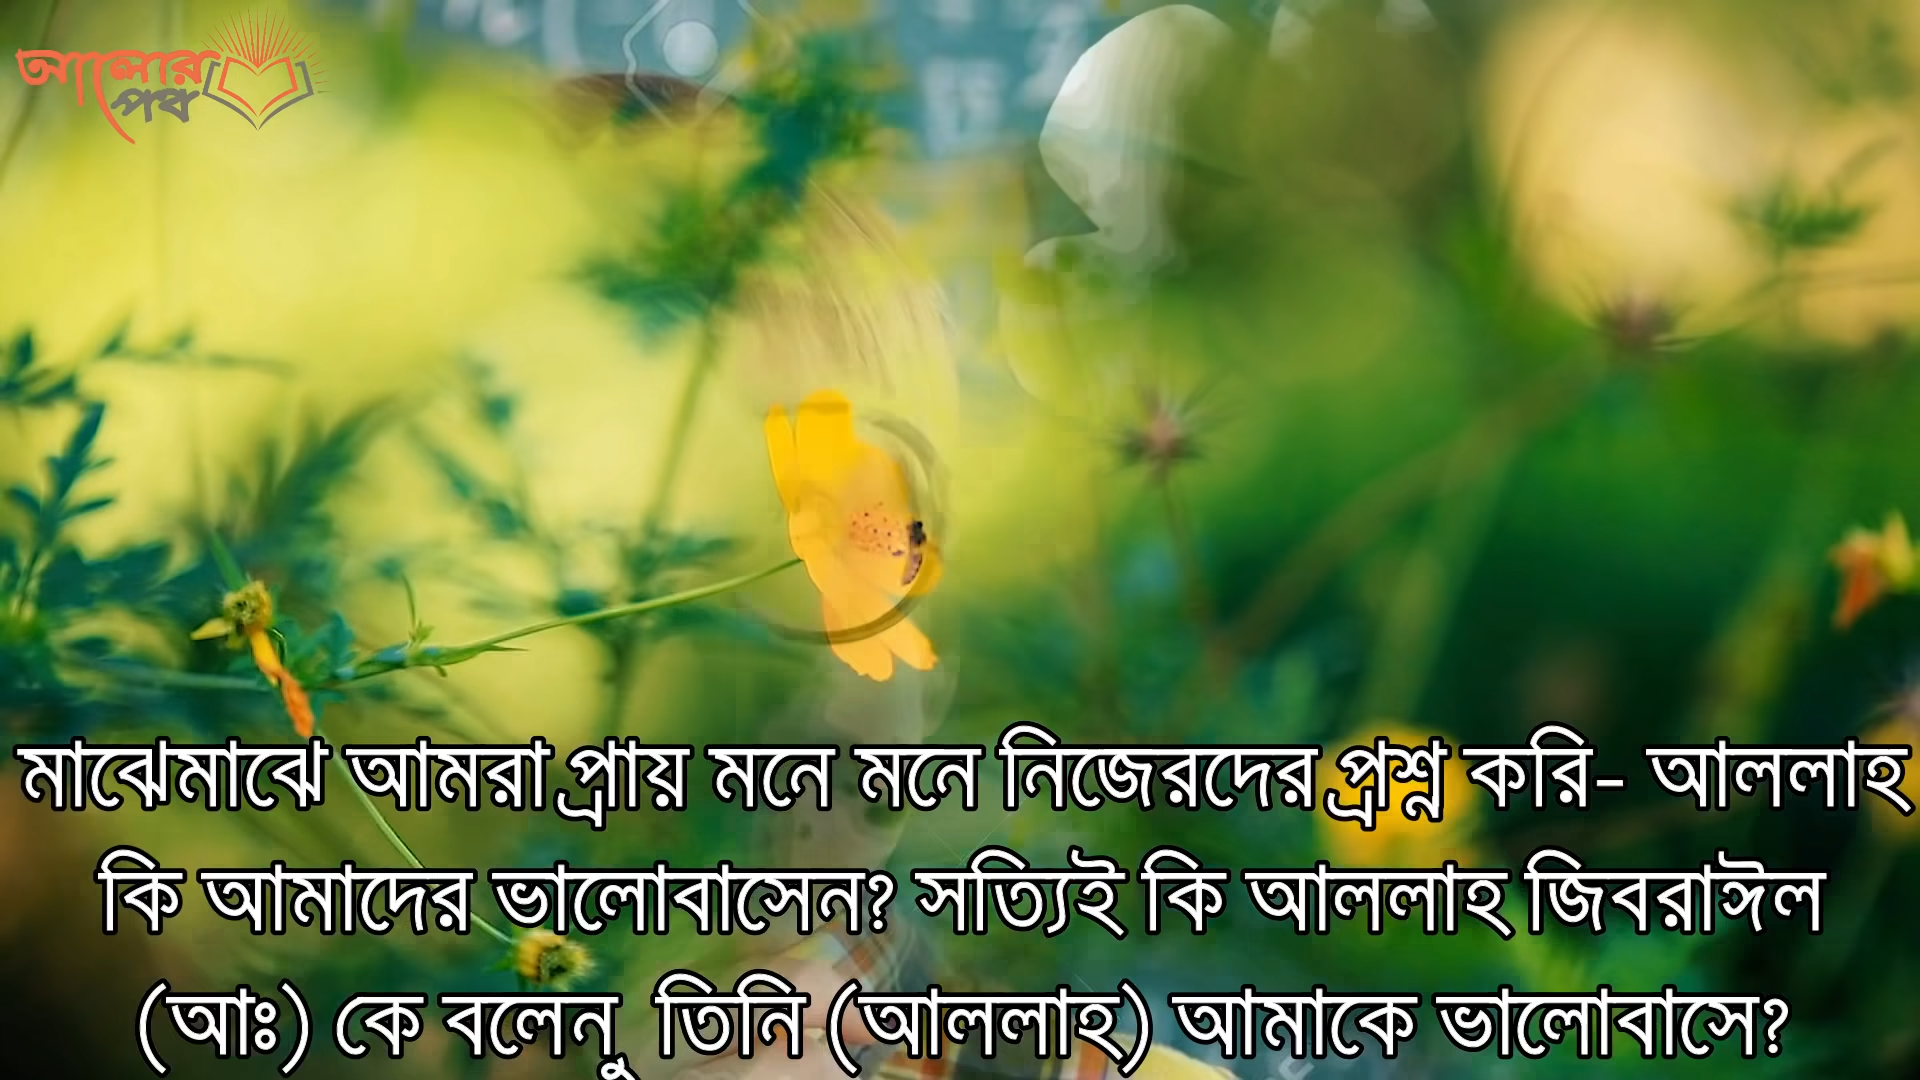 আলোর
পথ
মাঝেমাঝে আমরা প্রায় মনে মনে নিজেরদের প্রশ্ন করি- আললাহ
কি আমাদের ভালোবাসেন? সত্যিই কি আললাহ জিবরাঈল
(আঃ) কে বলেন, তিনি (আললাহ) আমাকে ভালোবাসে?